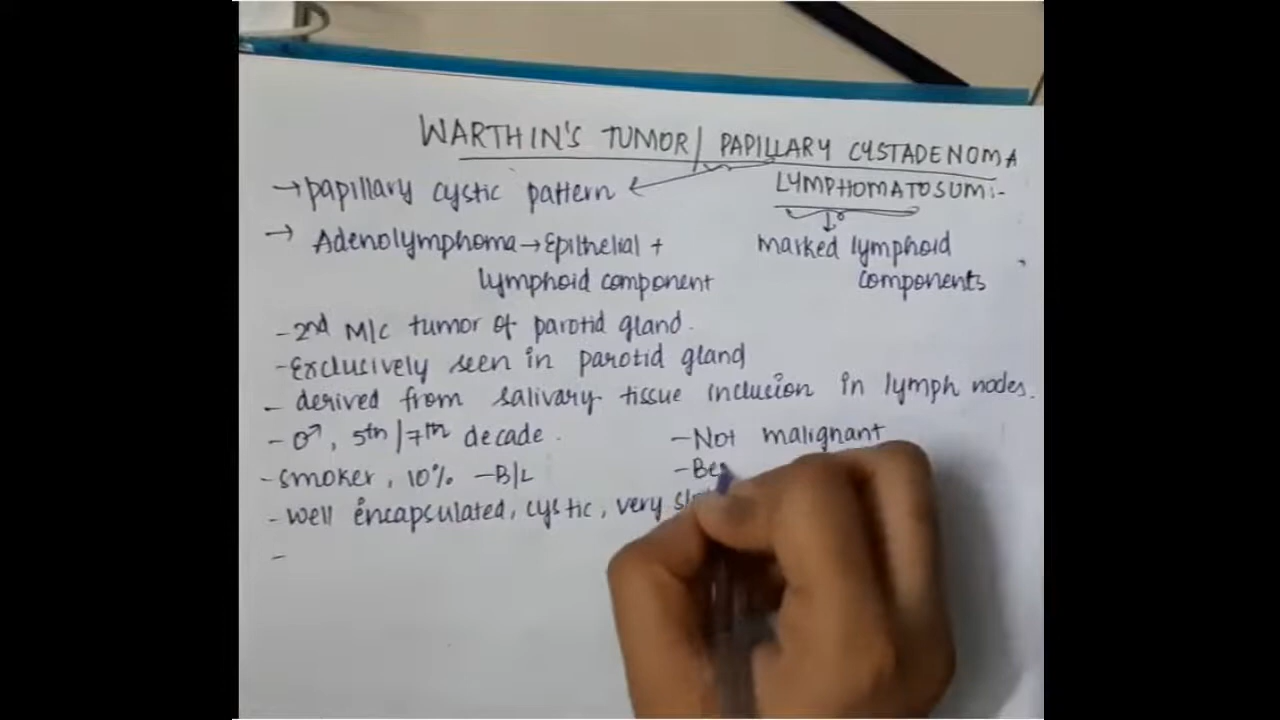 WARTHIN'S TUMOR/ PAPILLARY CYSTADENOMA
LYMPHOMATOSUM:-
→papillary cystic pattern
→ Adenolymphoma→Epilthelial +
lymphoid component
marked lymphoid
components
-2nd M/C tumor of parotid gland.
-Exclusively seen in parotid gland
- derived from salivary tissue inclusion in lymph nodes.
- ♂, 5th/7th decade.
- smoker, 10% -B/L
- well encapsulated, cystic, very
-
-Not malignant